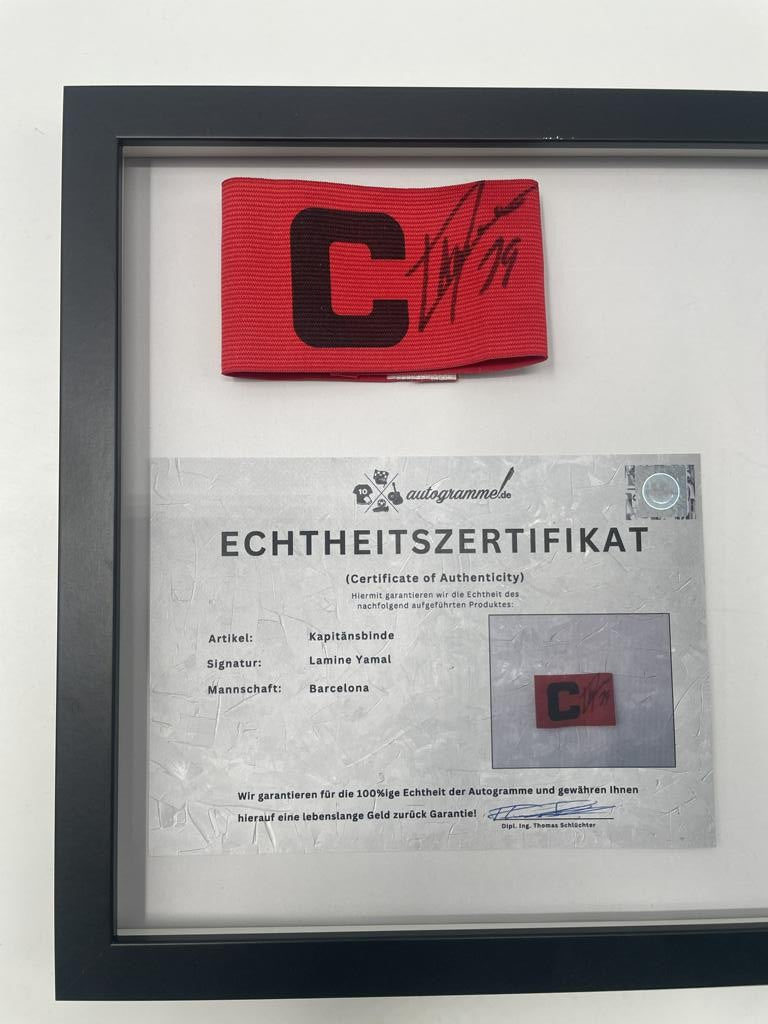 C
19
10
autogramme.de
ECHTHEITSZERTIFIKAT
(Certificate of Authenticity)
Hiermit garantieren wir die Echtheit des
nachfolgend aufgeführten Produktes:
Artikel: Kapitänsbinde
Signatur: Lamine Yamal
Mannschaft: Barcelona
C
19
Wir garantieren für die 100%ige Echtheit der Autogramme und gewähren Ihnen
hierauf eine lebenslange Geld zurück Garantie!
Dipl. Ing. Thomas Schlüchter